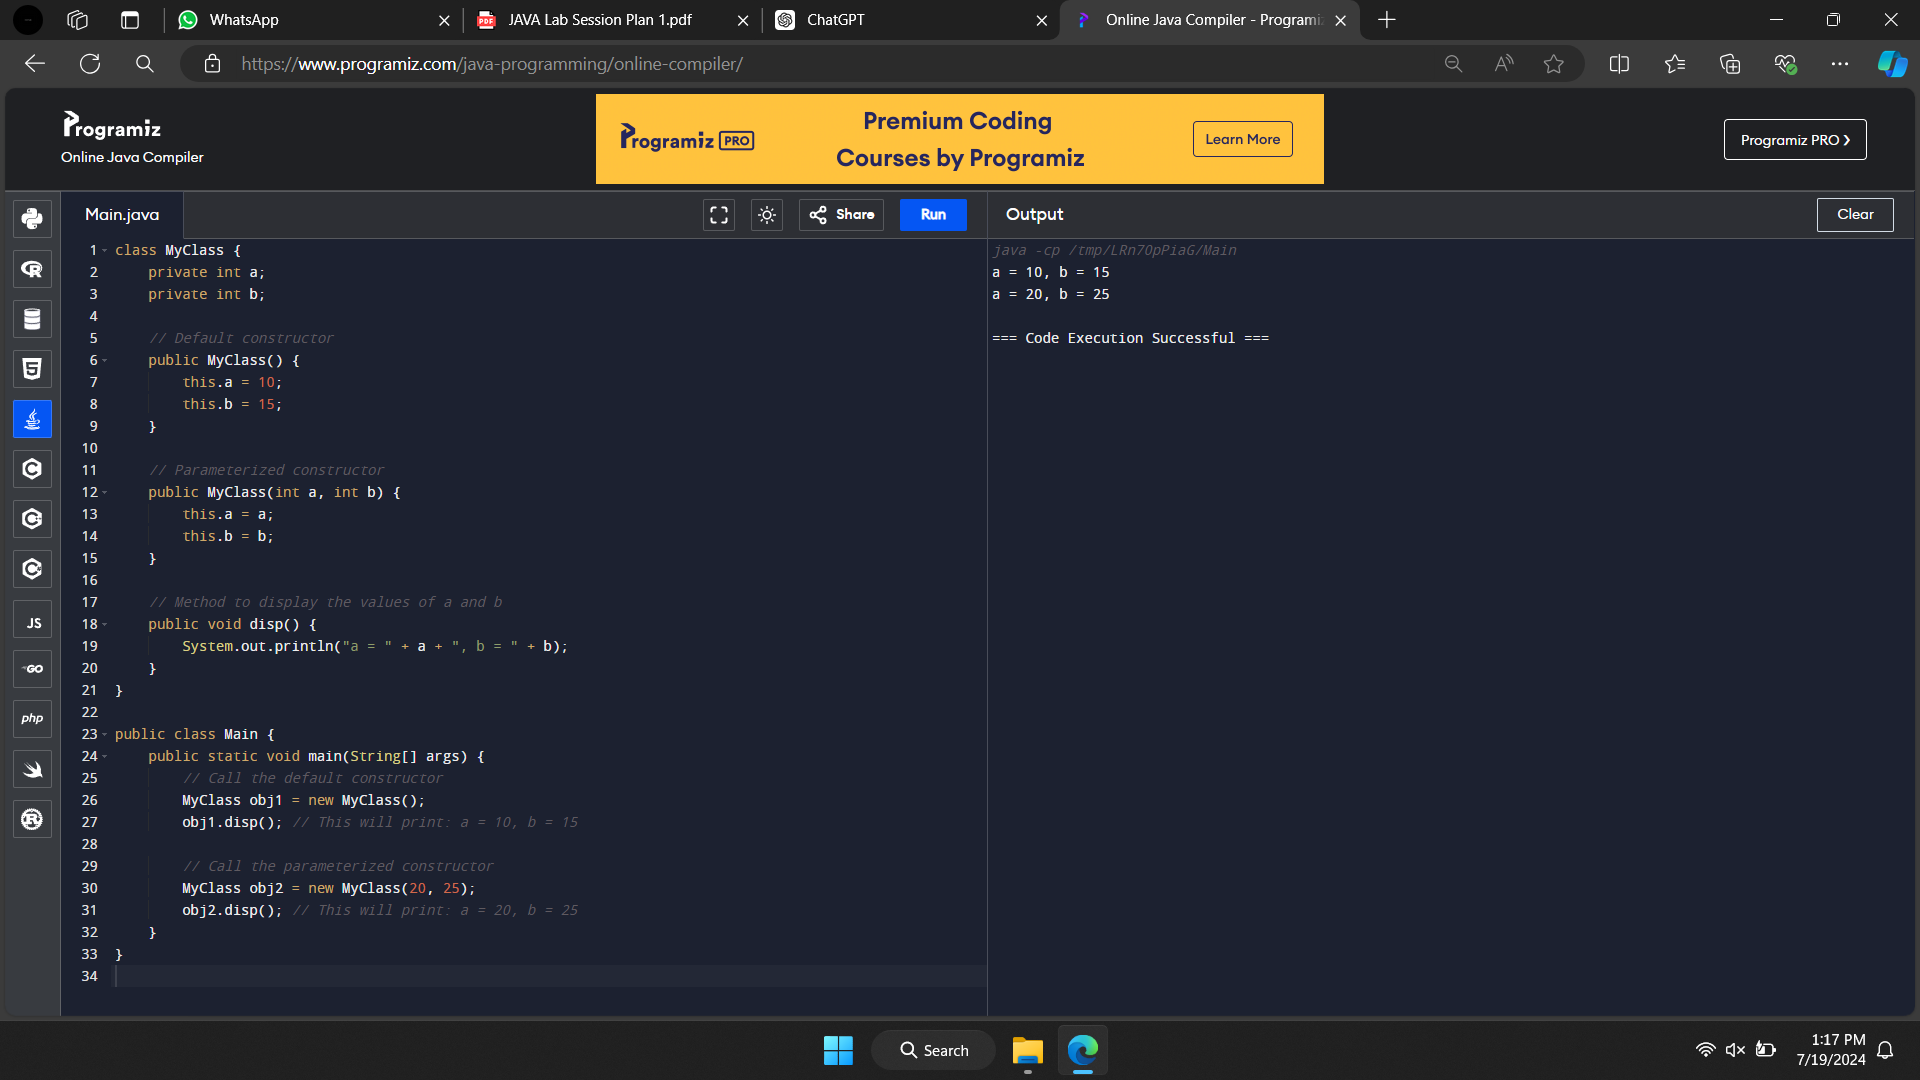 WhatsApp
PDF JAVA Lab Session Plan 1.pdf
ChatGPT
Online Java Compiler - Programiz
https://www.programiz.com/java-programming/online-compiler/
Programiz
Online Java Compiler
Programiz PRO
Premium Coding
Courses by Programiz
Learn More
Programiz PRO ›
Main.java
Share
Run
Output
Clear
1 class MyClass {
2 private int a;
3 private int b;
4
5 // Default constructor
6 public MyClass() {
7 this.a = 10;
8 this.b = 15;
9 }
10
11 // Parameterized constructor
12 public MyClass(int a, int b) {
13 this.a = a;
14 this.b = b;
15 }
16
17 // Method to display the values of a and b
18 public void disp() {
19 System.out.println("a = " + a + ", b = " + b);
20 }
21 }
22
23 public class Main {
24 public static void main(String[] args) {
25 // Call the default constructor
26 MyClass obj1 = new MyClass();
27 obj1.disp(); // This will print: a = 10, b = 15
28
29 // Call the parameterized constructor
30 MyClass obj2 = new MyClass(20, 25);
31 obj2.disp(); // This will print: a = 20, b = 25
32 }
33 }
34
java -cp /tmp/LRn7OpPiaG/Main
a = 10, b = 15
a = 20, b = 25
=== Code Execution Successful ===
JS
GO
php
Search
1:17 PM
7/19/2024